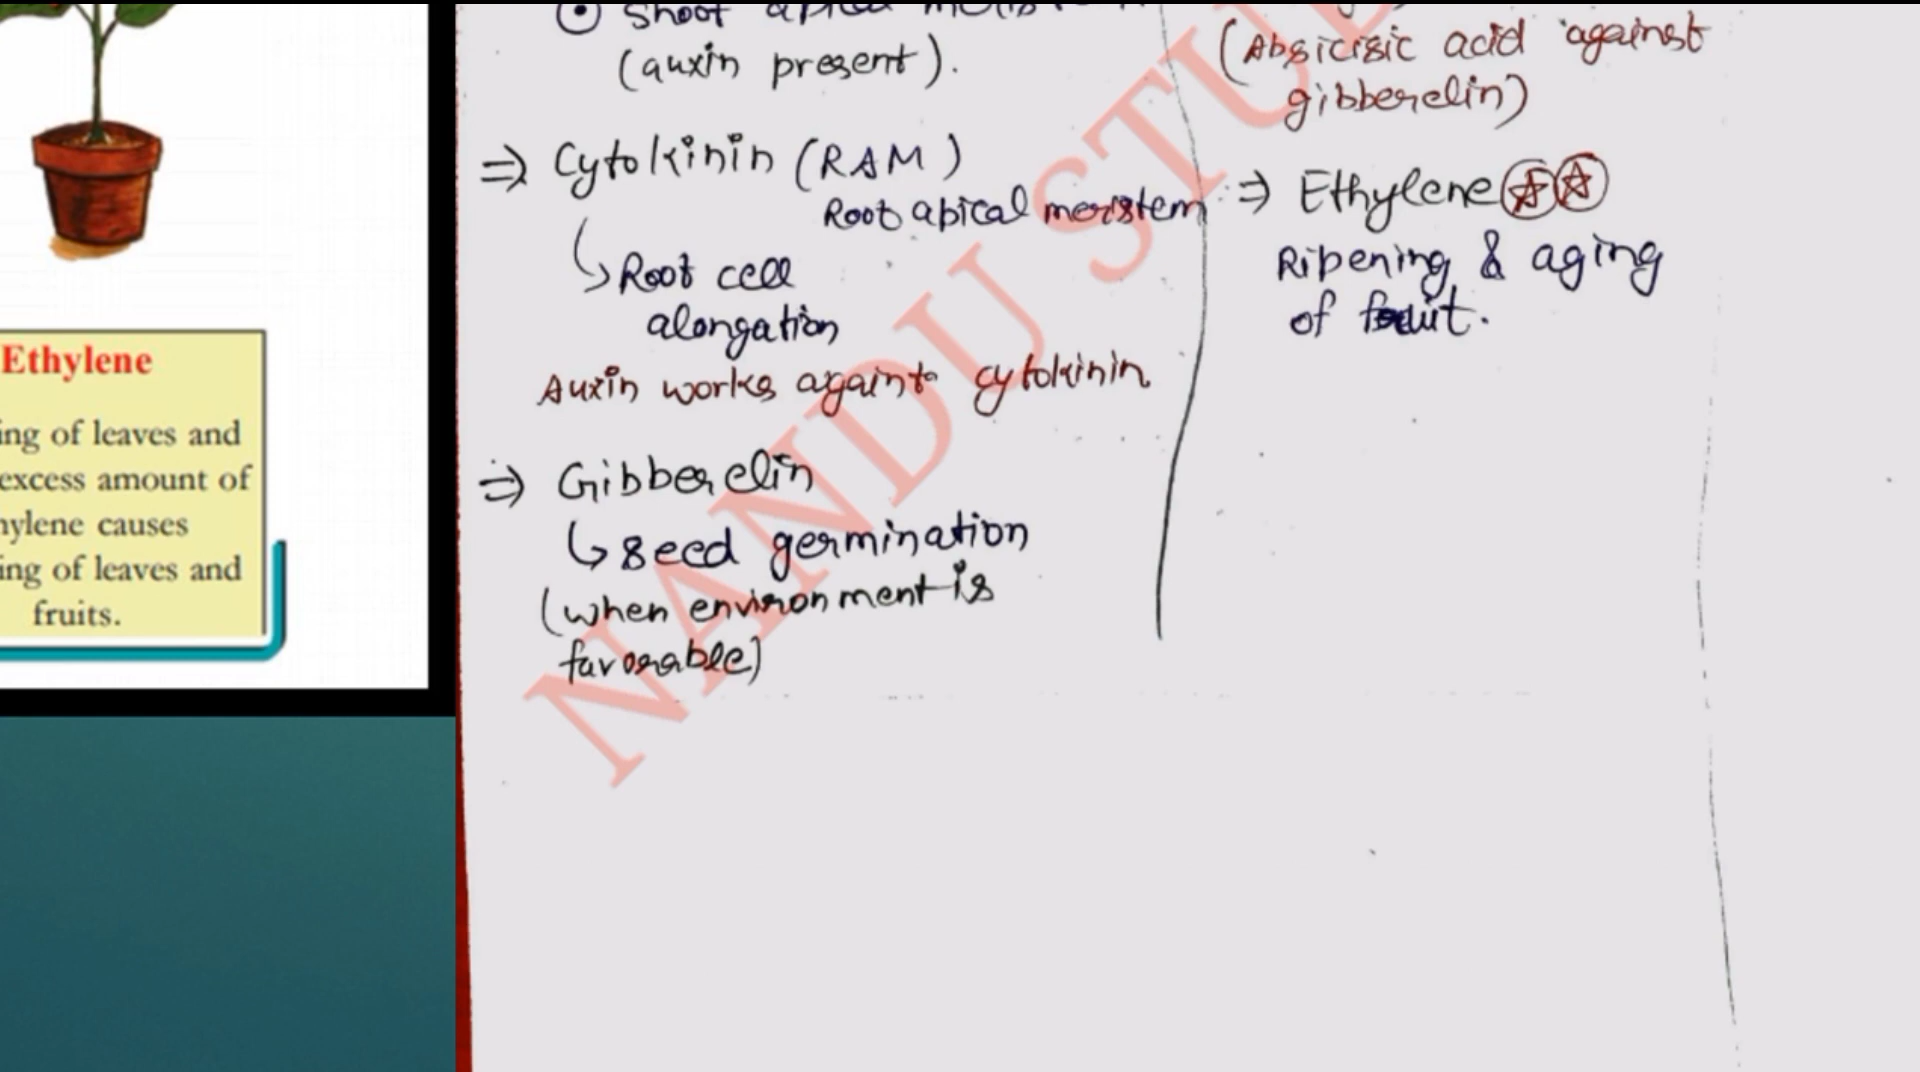 Ethylene
ing of leaves and
excess amount of
hylene causes
ing of leaves and
fruits.
Shoot apical
(auxin present).
⇒ Cytokinin (RAM)
Root apical meristem
↳ Root cell
alongation
Auxin works against cytokinin
⇒ Gibberelin
↳ seed germination
(when environment is
favorable)
(Absicisic acid against
gibberelin)
⇒ Ethylene
Ripening & aging
of fruit.
NANDU STU